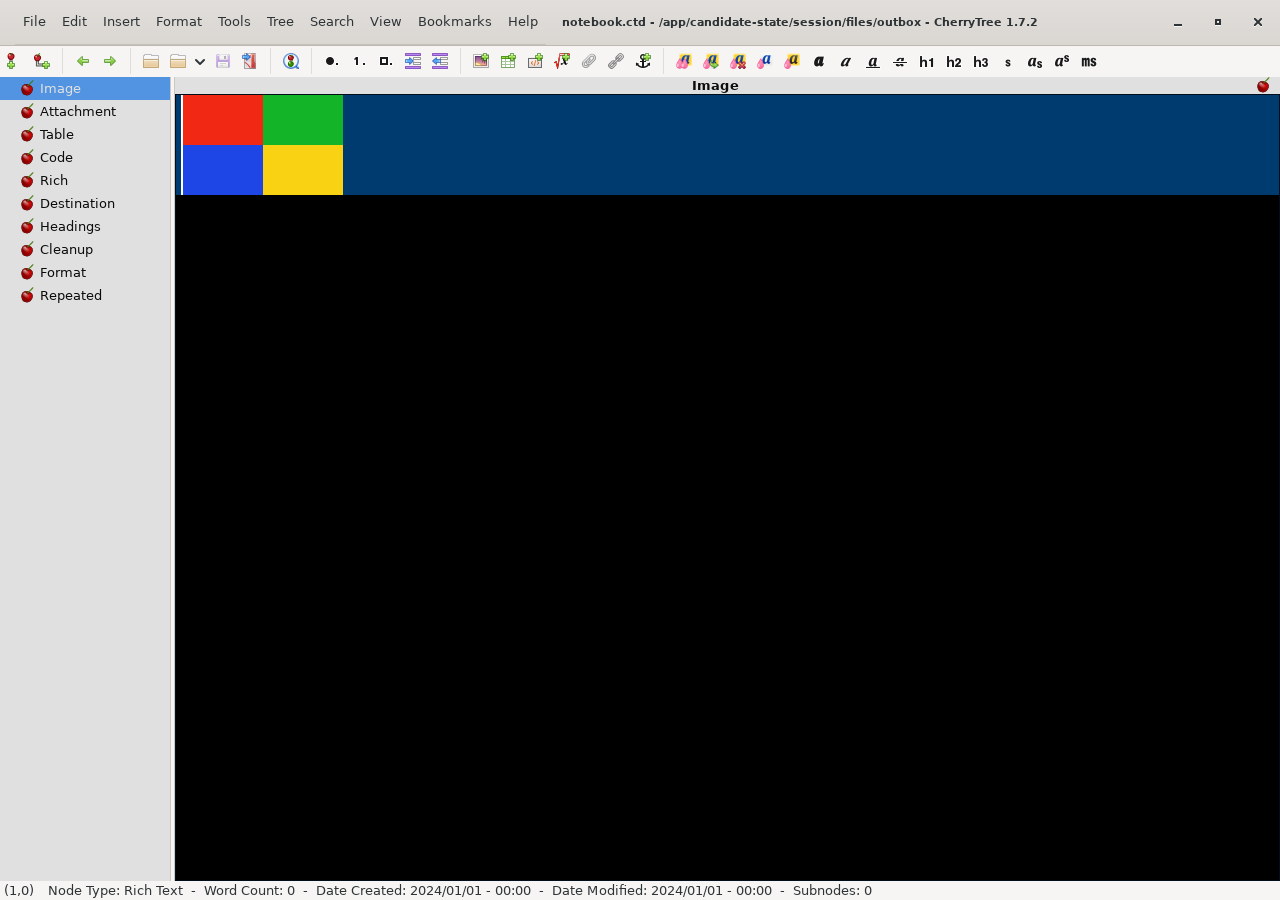 File Edit Insert Format Tools Tree Search View Bookmarks Help notebook.ctd - /app/candidate-state/session/files/outbox - CherryTree 1.7.2
1. a a a a a a a a h1 h2 h3 s as as ms
Image
Image
Attachment
Table
Code
Rich
Destination
Headings
Cleanup
Format
Repeated
(1,0) Node Type: Rich Text - Word Count: 0 - Date Created: 2024/01/01 - 00:00 - Date Modified: 2024/01/01 - 00:00 - Subnodes: 0